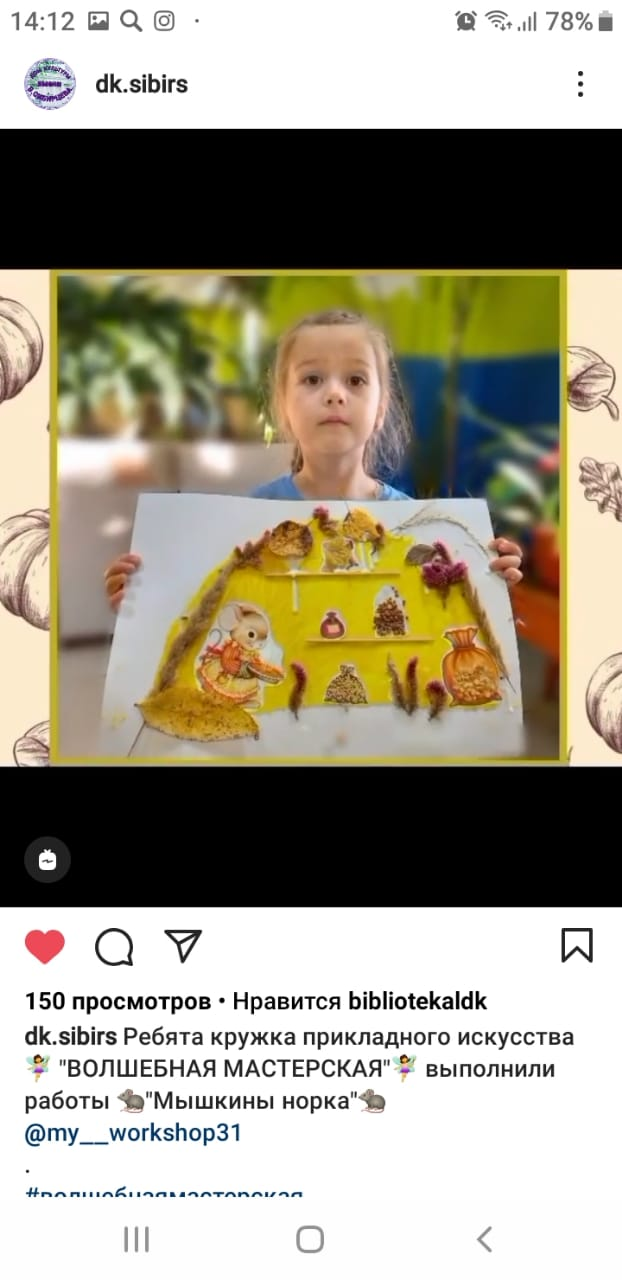 14:12 78%
dk.sibirs
150 просмотров • Нравится bibliotekaldk
dk.sibirs Ребята кружка прикладного искусства
"ВОЛШЕБНАЯ МАСТЕРСКАЯ" выполнили
работы "Мышкины норка"
@my__workshop31
.
#волшебнаямастерская